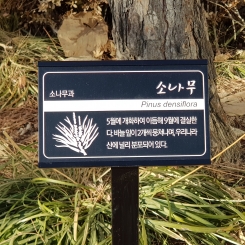 소나무과
소나무
Pinus densiflora
5월에 개화하여 이듬해 9월에 결실한
다. 바늘 잎이 2개씩 뭉쳐나며, 우리나라
산에 널리 분포되어 있다.